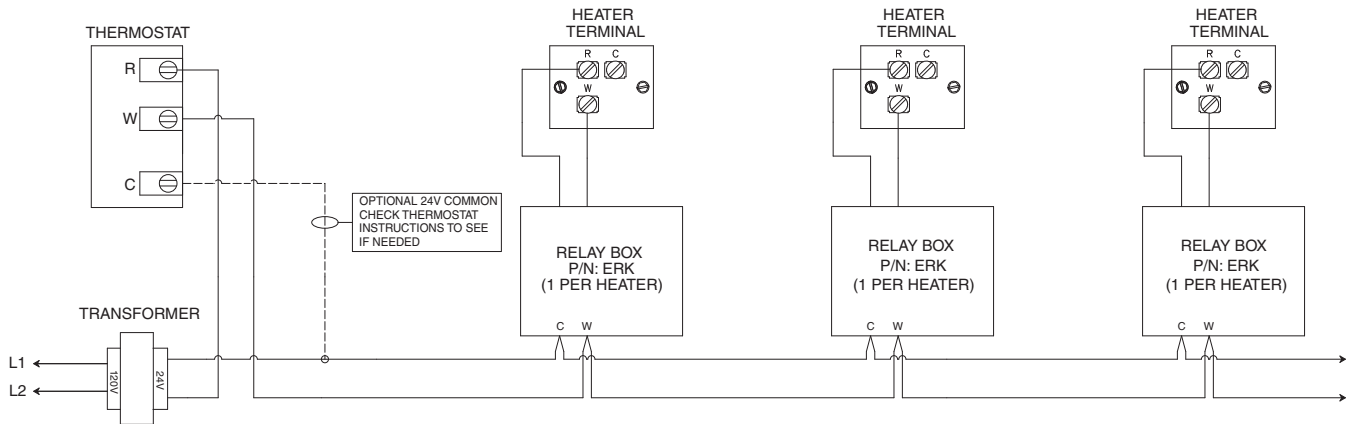 THERMOSTAT
R
W
C
OPTIONAL 24V COMMON
CHECK THERMOSTAT
INSTRUCTIONS TO SEE
IF NEEDED
TRANSFORMER
L1
L2
120V
24V
HEATER
TERMINAL
R C
W
RELAY BOX
P/N: ERK
(1 PER HEATER)
C W
HEATER
TERMINAL
R C
W
RELAY BOX
P/N: ERK
(1 PER HEATER)
C W
HEATER
TERMINAL
R C
W
RELAY BOX
P/N: ERK
(1 PER HEATER)
C W